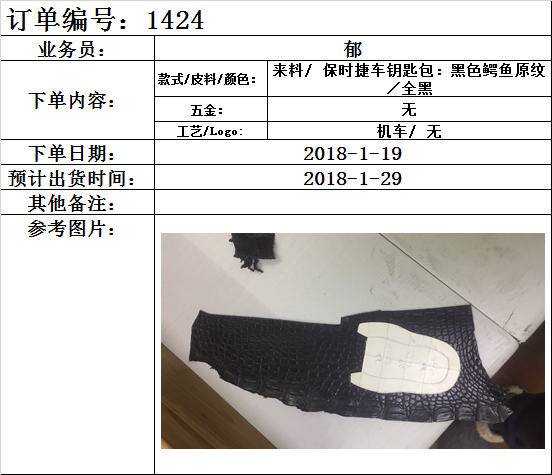 订单编号：1424
业务员：
郁
下单内容：
款式/皮料/颜色：
来料/ 保时捷车钥匙包：黑色鳄鱼原纹
/全黑
五金：
无
工艺/Logo:
机车/ 无
下单日期：
2018-1-19
预计出货时间：
2018-1-29
其他备注：
参考图片：